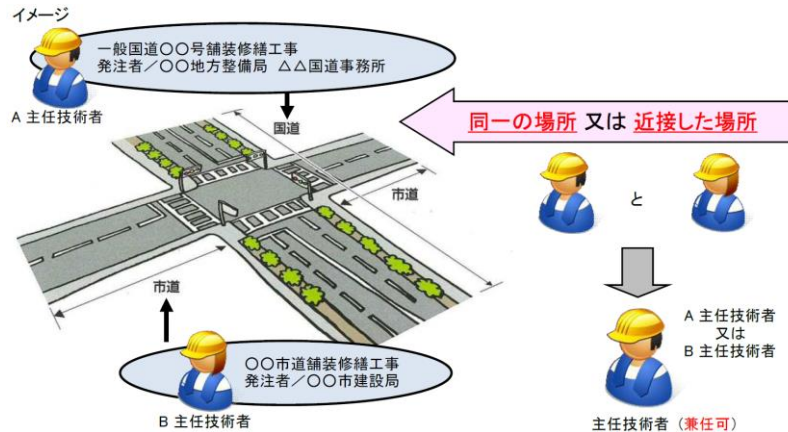 イメージ
一般国道〇〇号舗装修繕工事
発注者／〇〇地方整備局 △△国道事務所
A 主任技術者
国道
同一の場所 又は 近接した場所
市道
と
市道
A 主任技術者
又は
B 主任技術者
〇〇市道舗装修繕工事
発注者／〇〇市建設局
B 主任技術者
主任技術者（兼任可）